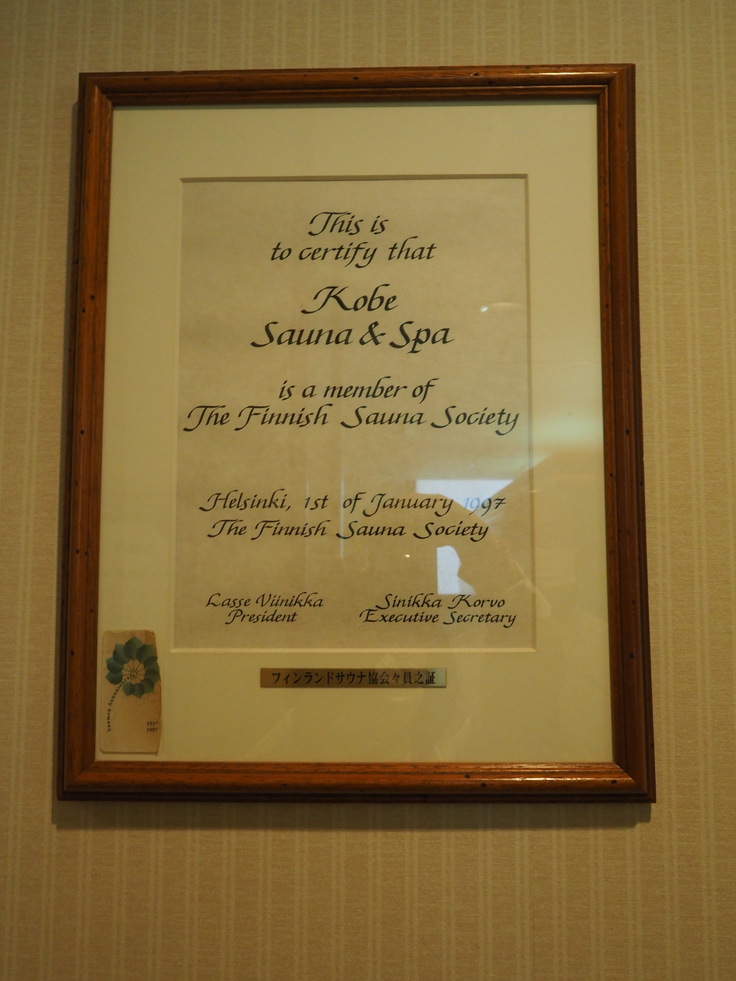 This is
to certify that
Kobe
Sauna & Spa
is a member of
The Finnish Sauna Society
Helsinki, 1st of January 1997
The Finnish Sauna Society
Lasse Viinikka
President
Sinikka Korvo
Executive Secretary
フィンランドサウナ協会々員之証
1937
1997